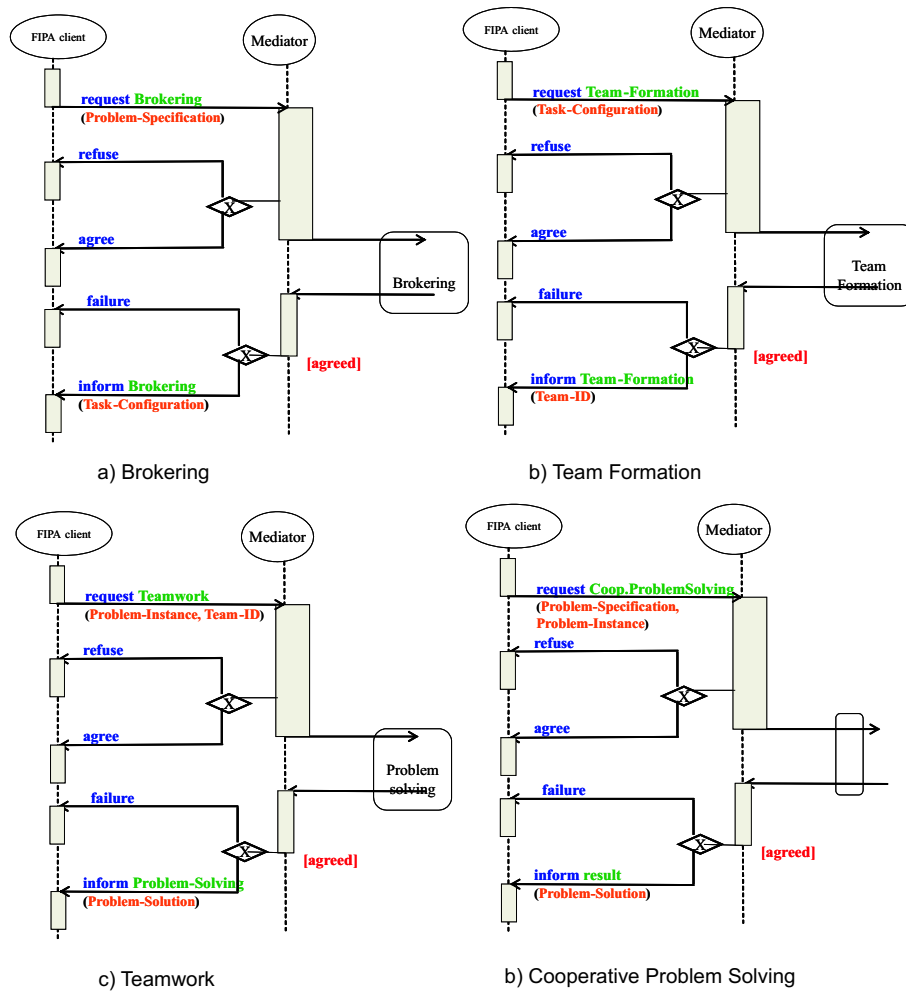 FIPA client
Mediator
request Brokering
(Problem-Specification)
refuse
X
agree
Brokering
failure
X
[agreed]
inform Brokering
(Task-Configuration)
a) Brokering
FIPA client
Mediator
request Team-Formation
(Task-Configuration)
refuse
X
agree
Team
Formation
failure
X
[agreed]
inform Team-Formation
(Team-ID)
b) Team Formation
FIPA client
Mediator
request Teamwork
(Problem-Instance, Team-ID)
refuse
X
agree
Problem
solving
failure
X
[agreed]
inform Problem-Solving
(Problem-Solution)
c) Teamwork
FIPA client
Mediator
request Coop.ProblemSolving
(Problem-Specification,
Problem-Instance)
refuse
X
agree
failure
X
[agreed]
inform result
(Problem-Solution)
b) Cooperative Problem Solving